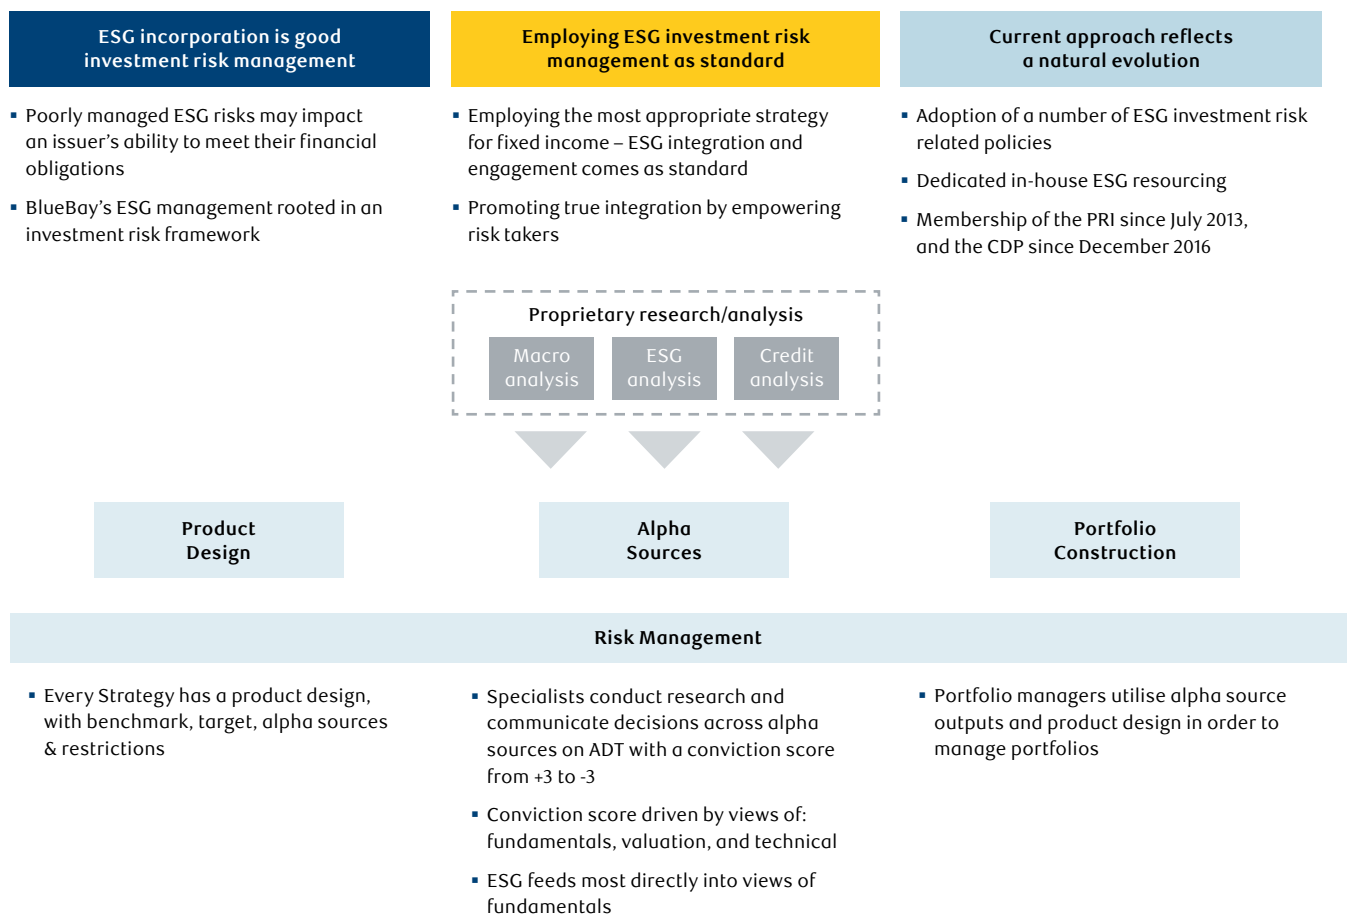 ESG incorporation is good
investment risk management
▪ Poorly managed ESG risks may impact
an issuer’s ability to meet their financial
obligations
▪ BlueBay’s ESG management rooted in an
investment risk framework
Employing ESG investment risk
management as standard
▪ Employing the most appropriate strategy
for fixed income – ESG integration and
engagement comes as standard
▪ Promoting true integration by empowering
risk takers
Current approach reflects
a natural evolution
▪ Adoption of a number of ESG investment risk
related policies
▪ Dedicated in-house ESG resourcing
▪ Membership of the PRI since July 2013,
and the CDP since December 2016
Proprietary research/analysis
Macro
analysis
ESG
analysis
Credit
analysis
Product
Design
Alpha
Sources
Portfolio
Construction
Risk Management
▪ Every Strategy has a product design,
with benchmark, target, alpha sources
& restrictions
▪ Specialists conduct research and
communicate decisions across alpha
sources on ADT with a conviction score
from +3 to -3
▪ Conviction score driven by views of:
fundamentals, valuation, and technical
▪ ESG feeds most directly into views of
fundamentals
▪ Portfolio managers utilise alpha source
outputs and product design in order to
manage portfolios